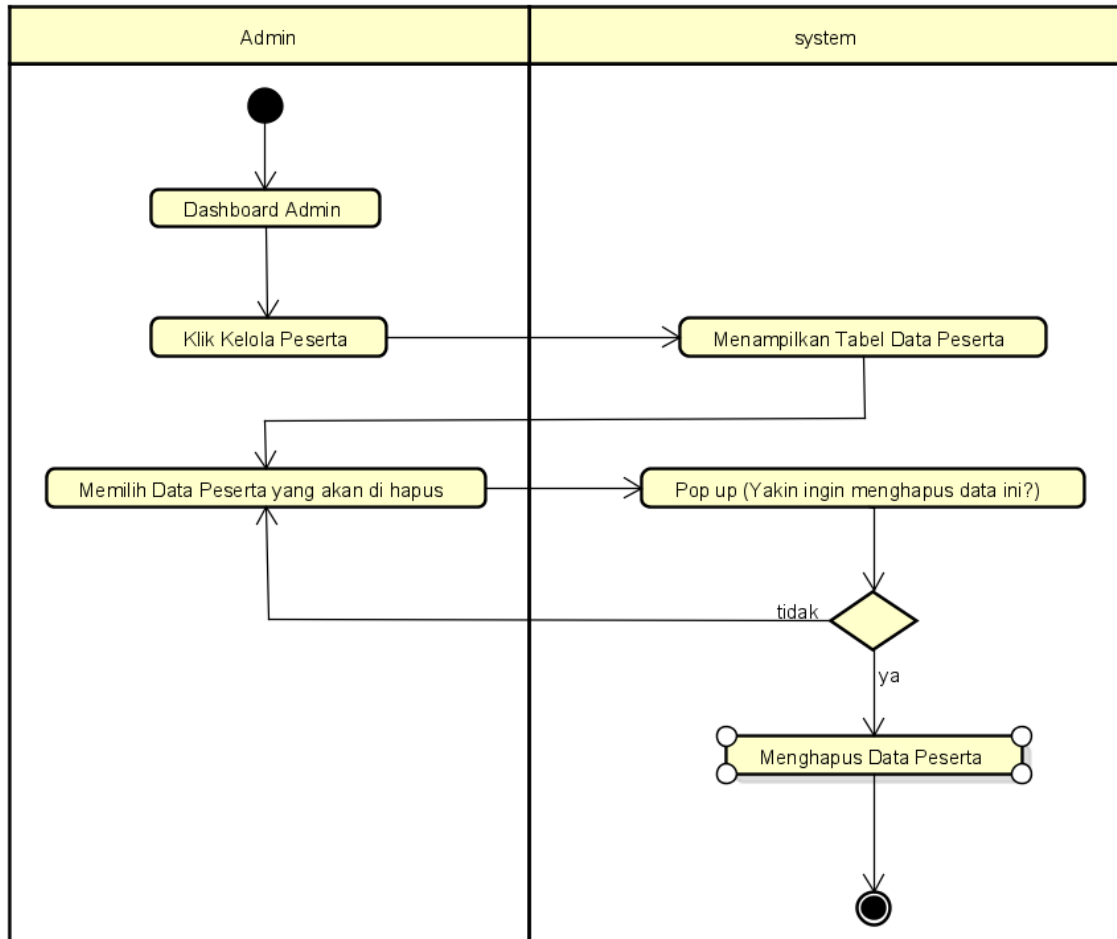 Admin
system
Dashboard Admin
Klik Kelola Peserta
Menampilkan Tabel Data Peserta
Memilih Data Peserta yang akan di hapus
Pop up (Yakin ingin menghapus data ini?)
tidak
ya
Menghapus Data Peserta